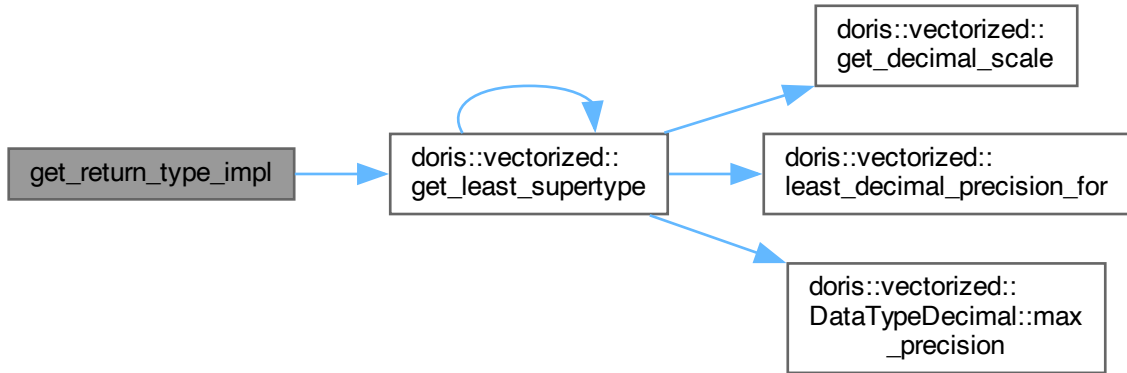 get_return_type_impl
doris::vectorized::
get_least_supertype
doris::vectorized::
get_decimal_scale
doris::vectorized::
least_decimal_precision_for
doris::vectorized::
DataTypeDecimal::max
_precision